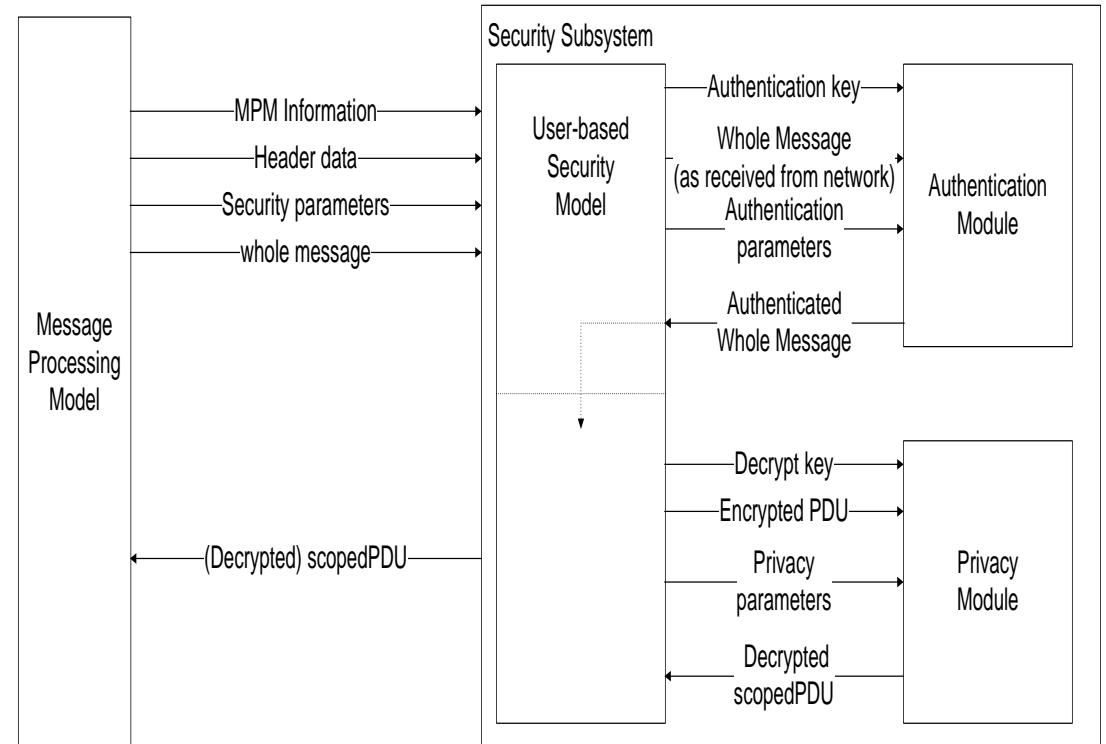 Security Subsystem
MPM Information
Header data
Security parameters
whole message
Message
Processing
Model
(Decrypted) scopedPDU
User-based
Security
Model
Authentication key
Whole Message
(as received from network)
Authentication
parameters
Authenticated
Whole Message
Authentication
Module
Decrypt key
Encrypted PDU
Privacy
parameters
Decrypted
scopedPDU
Privacy
Module